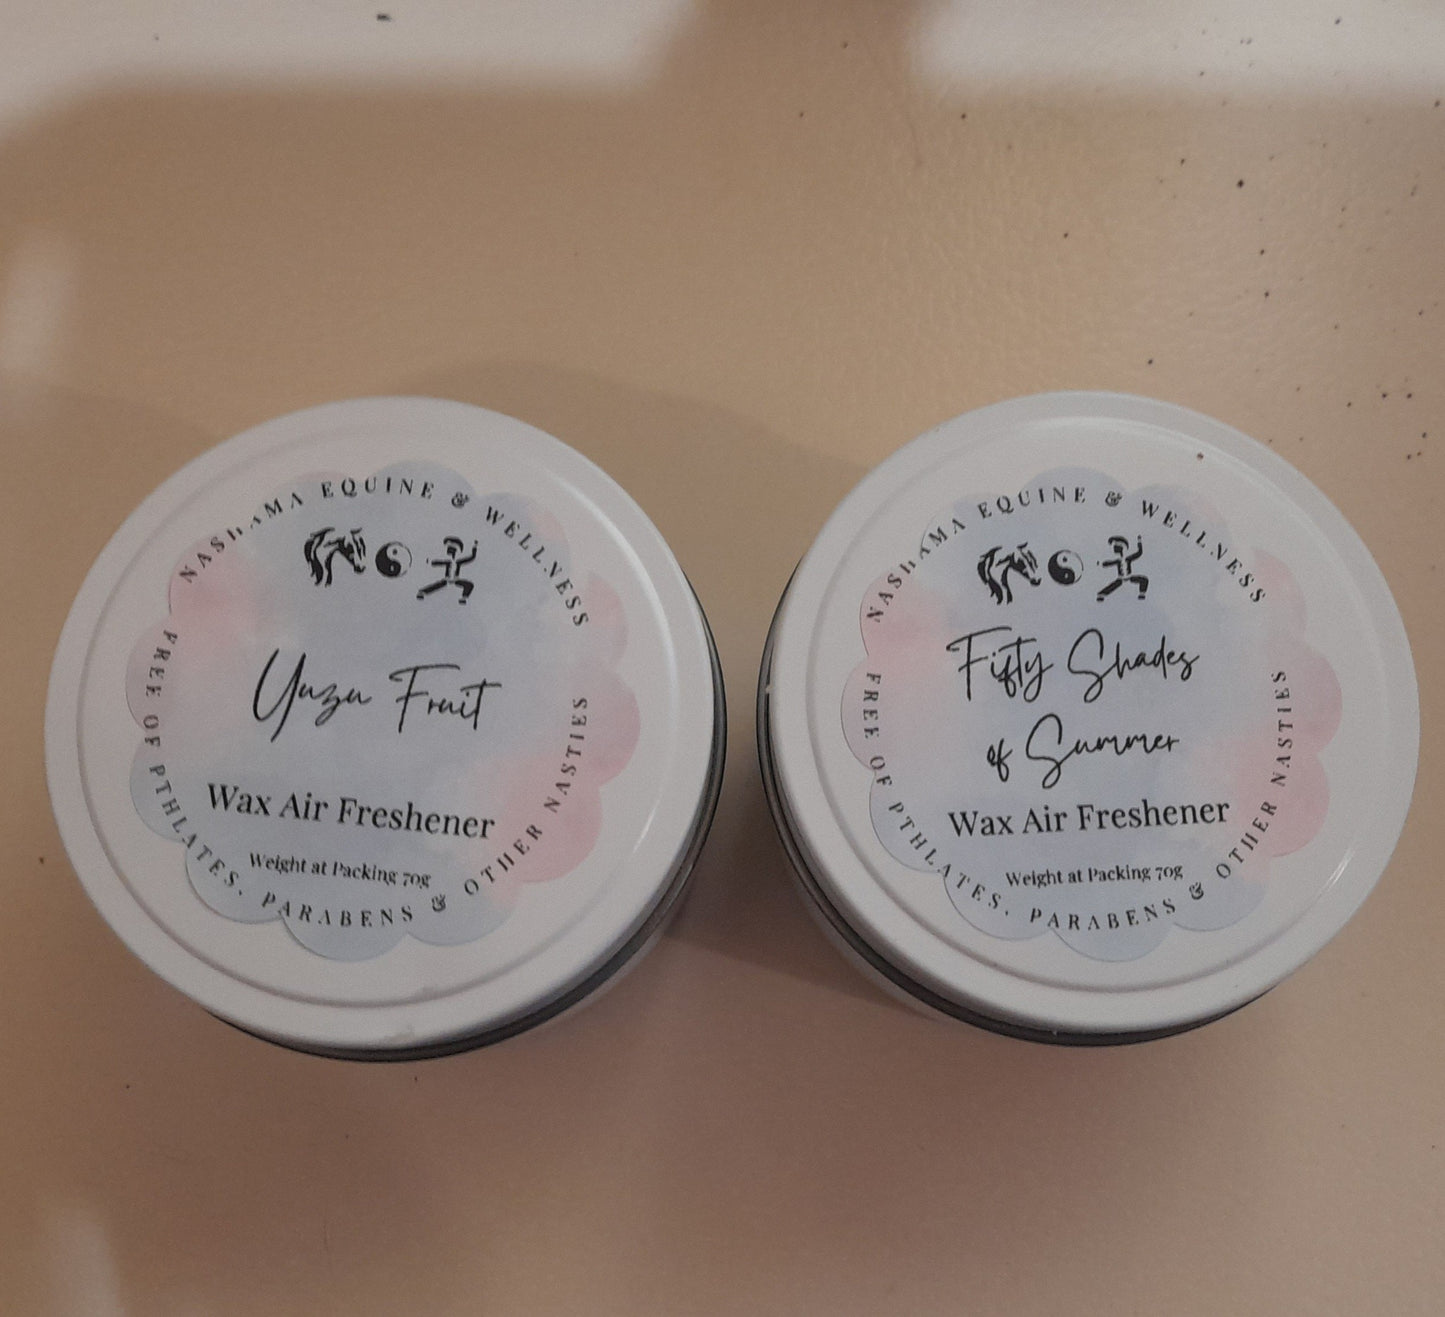 NASHAMA EQUINE & WELLNESS
Yuzu Fruit
Wax Air Freshener
Weight at Packing 70g
FREE OF PTHLATES, PARABENS & OTHER NASTIES
NASHAMA EQUINE & WELLNESS
Fifty Shades
of Summer
Wax Air Freshener
Weight at Packing 70g
FREE OF PTHLATES, PARABENS & OTHER NASTIES